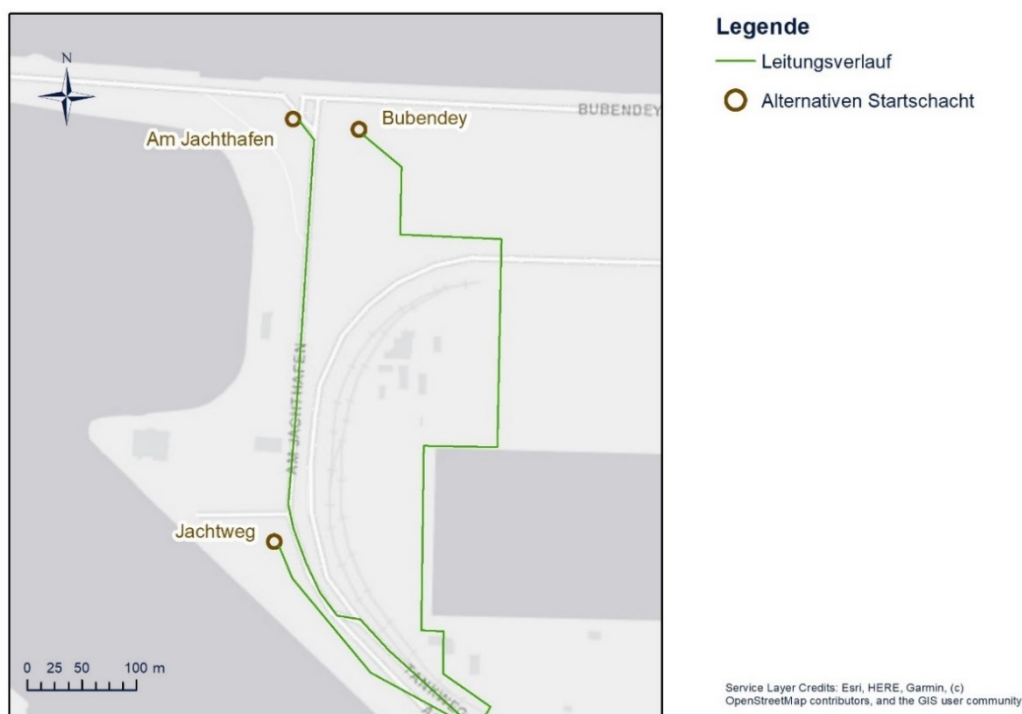 N
BUBENDEY
Am Jachthafen
Bubendey
AM JACHTHAFEN
Jachtweg
TANKWEG
0 25 50 100 m
Legende
Leitungsverlauf
Alternativen Startschacht
Service Layer Credits: Esri, HERE, Garmin, (c)
OpenStreetMap contributors, and the GIS user community